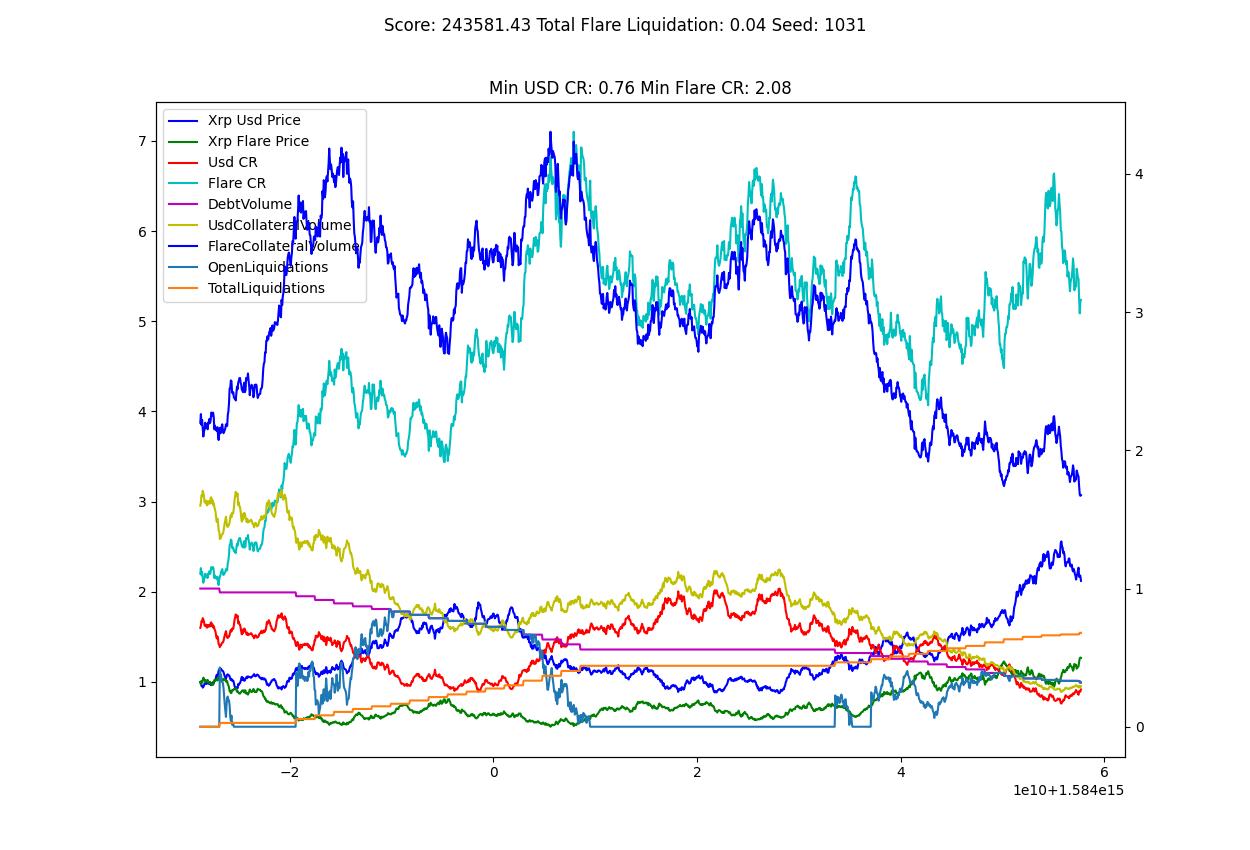 Score: 243581.43 Total Flare Liquidation: 0.04 Seed: 1031
Min USD CR: 0.76 Min Flare CR: 2.08
Xrp Usd Price
Xrp Flare Price
Usd CR
Flare CR
DebtVolume
UsdCollateralVolume
FlareCollateralVolume
OpenLiquidations
TotalLiquidations
7
6
5
4
3
2
1
4
3
2
1
0
−2
0
2
4
6
1e10+1.584e15